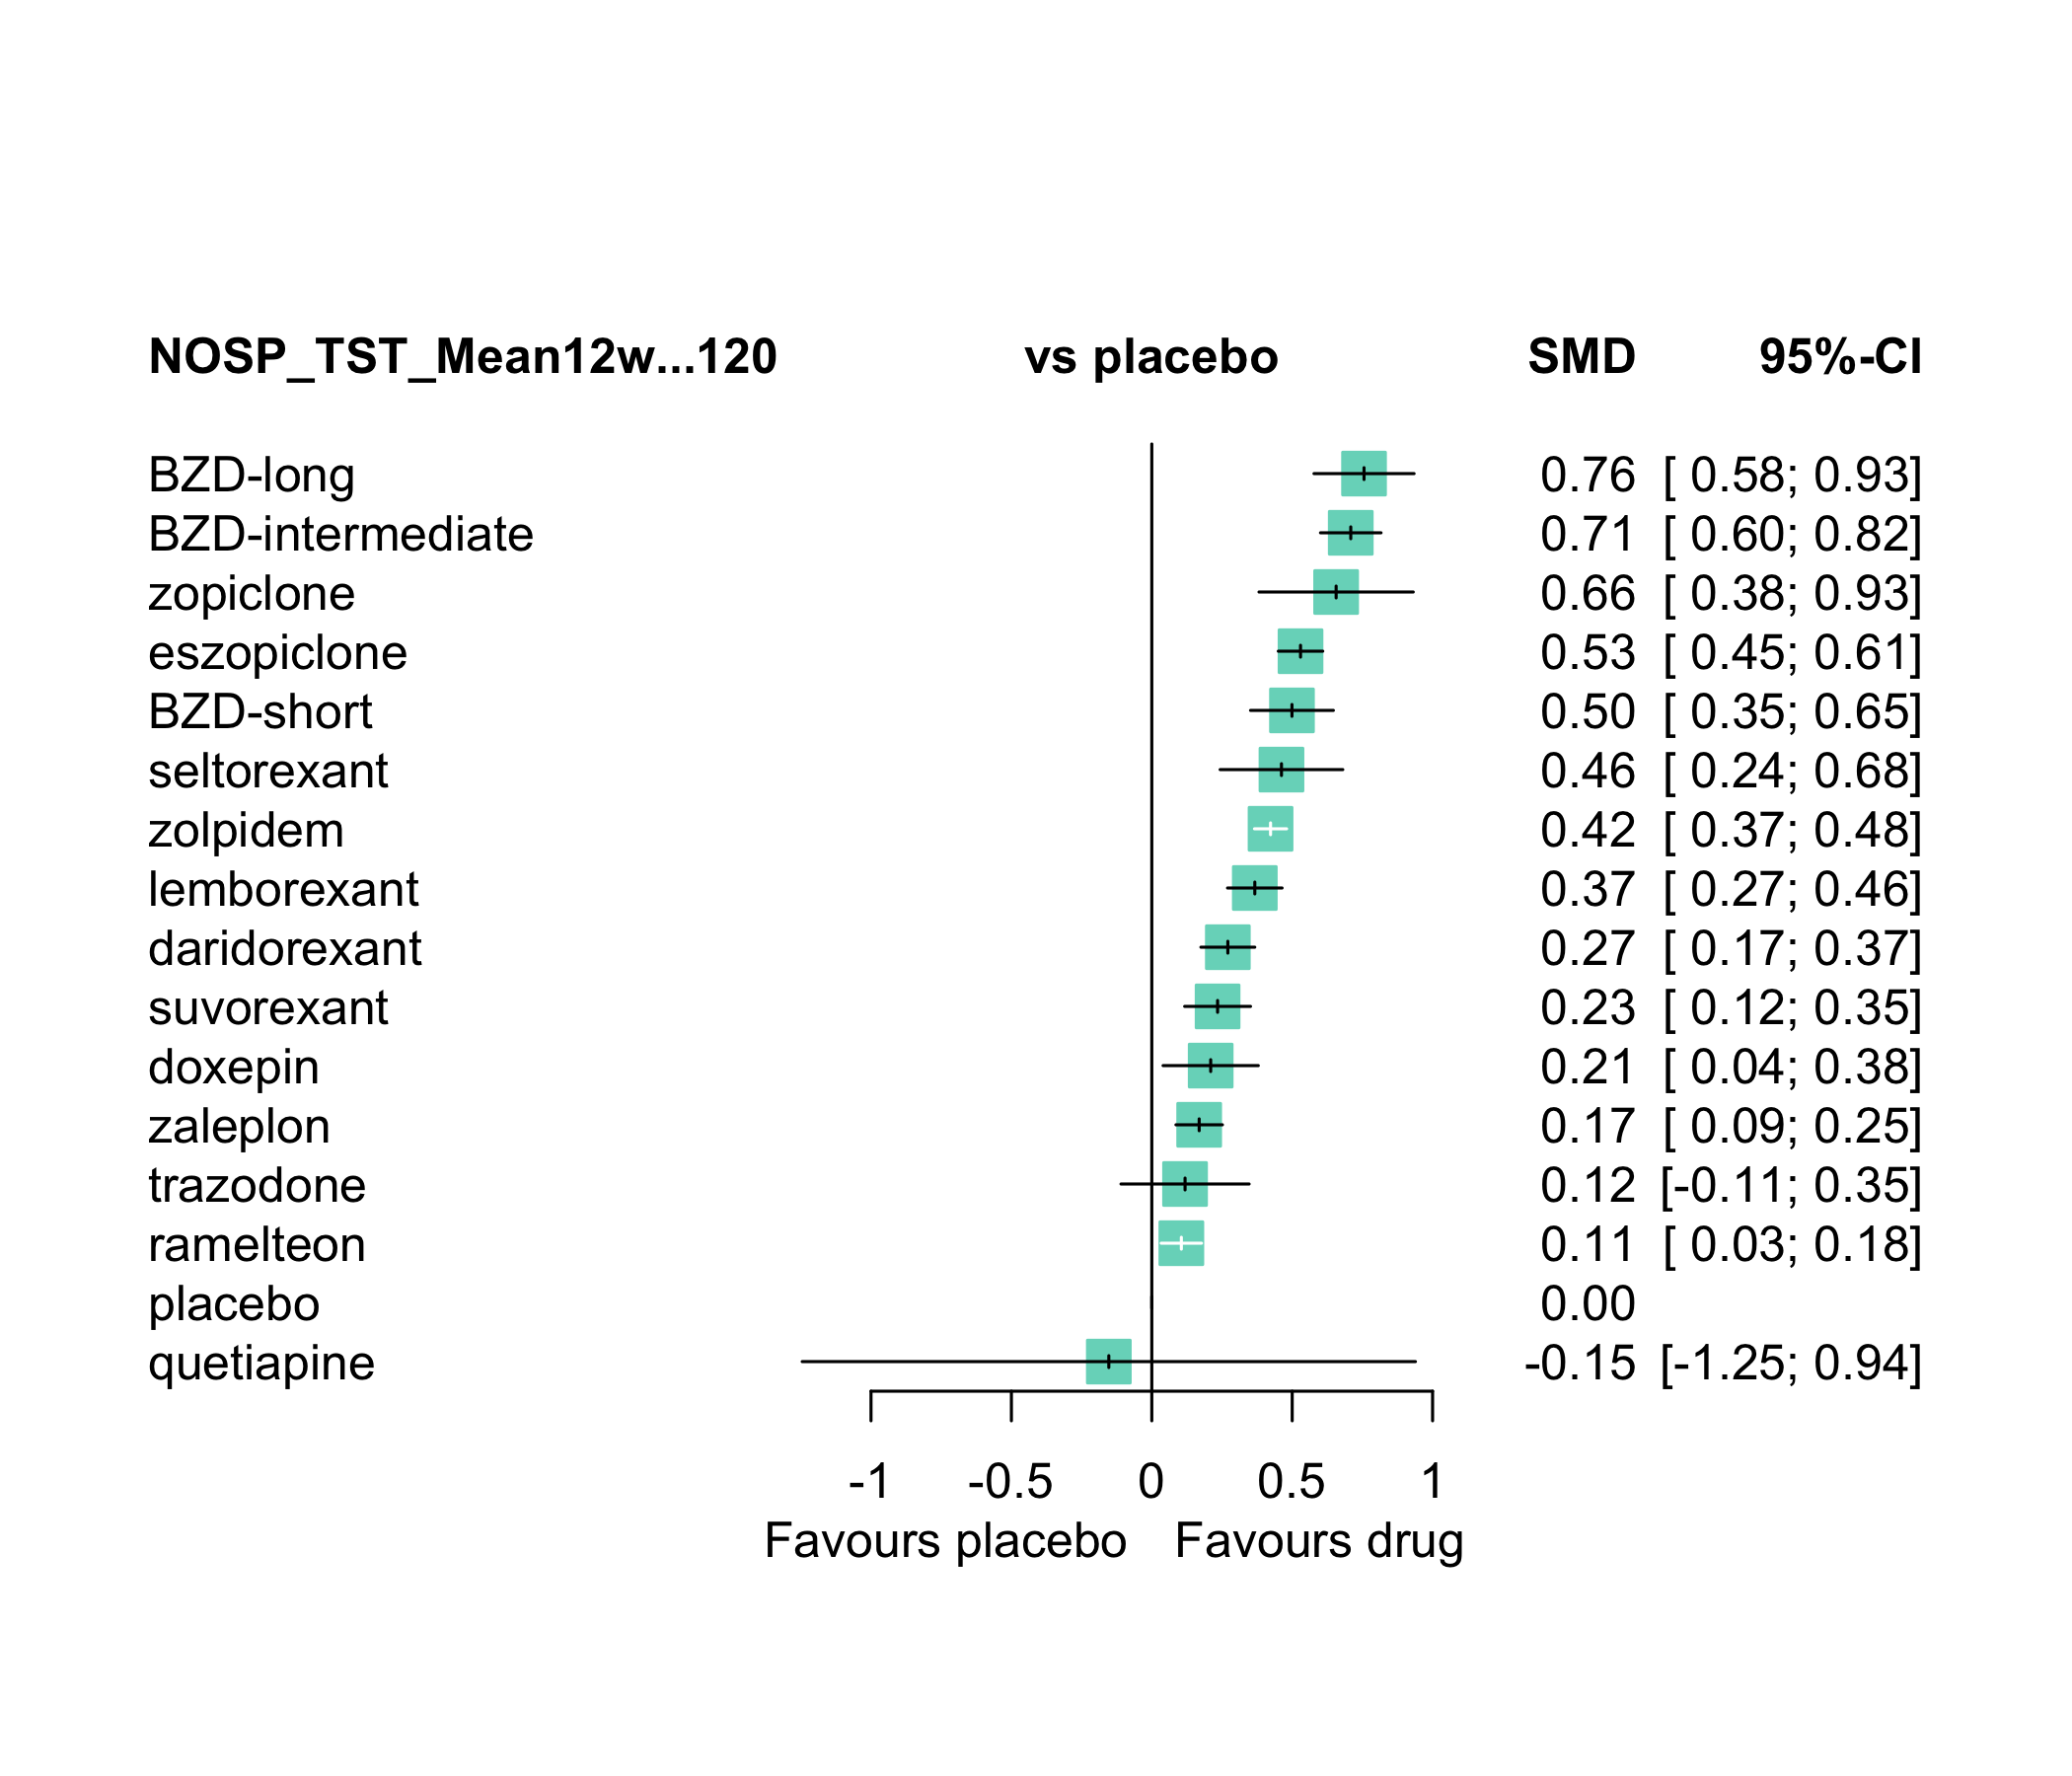 NOSP_TST_Mean12w...120 vs placebo SMD 95%-CI
BZD-long 0.76 [ 0.58; 0.93]
BZD-intermediate 0.71 [ 0.60; 0.82]
zopiclone 0.66 [ 0.38; 0.93]
eszopiclone 0.53 [ 0.45; 0.61]
BZD-short 0.50 [ 0.35; 0.65]
seltorexant 0.46 [ 0.24; 0.68]
zolpidem 0.42 [ 0.37; 0.48]
lemborexant 0.37 [ 0.27; 0.46]
daridorexant 0.27 [ 0.17; 0.37]
suvorexant 0.23 [ 0.12; 0.35]
doxepin 0.21 [ 0.04; 0.38]
zaleplon 0.17 [ 0.09; 0.25]
trazodone 0.12 [-0.11; 0.35]
ramelteon 0.11 [ 0.03; 0.18]
placebo 0.00
quetiapine -0.15 [-1.25; 0.94]
-1 -0.5 0 0.5 1
Favours placebo Favours drug